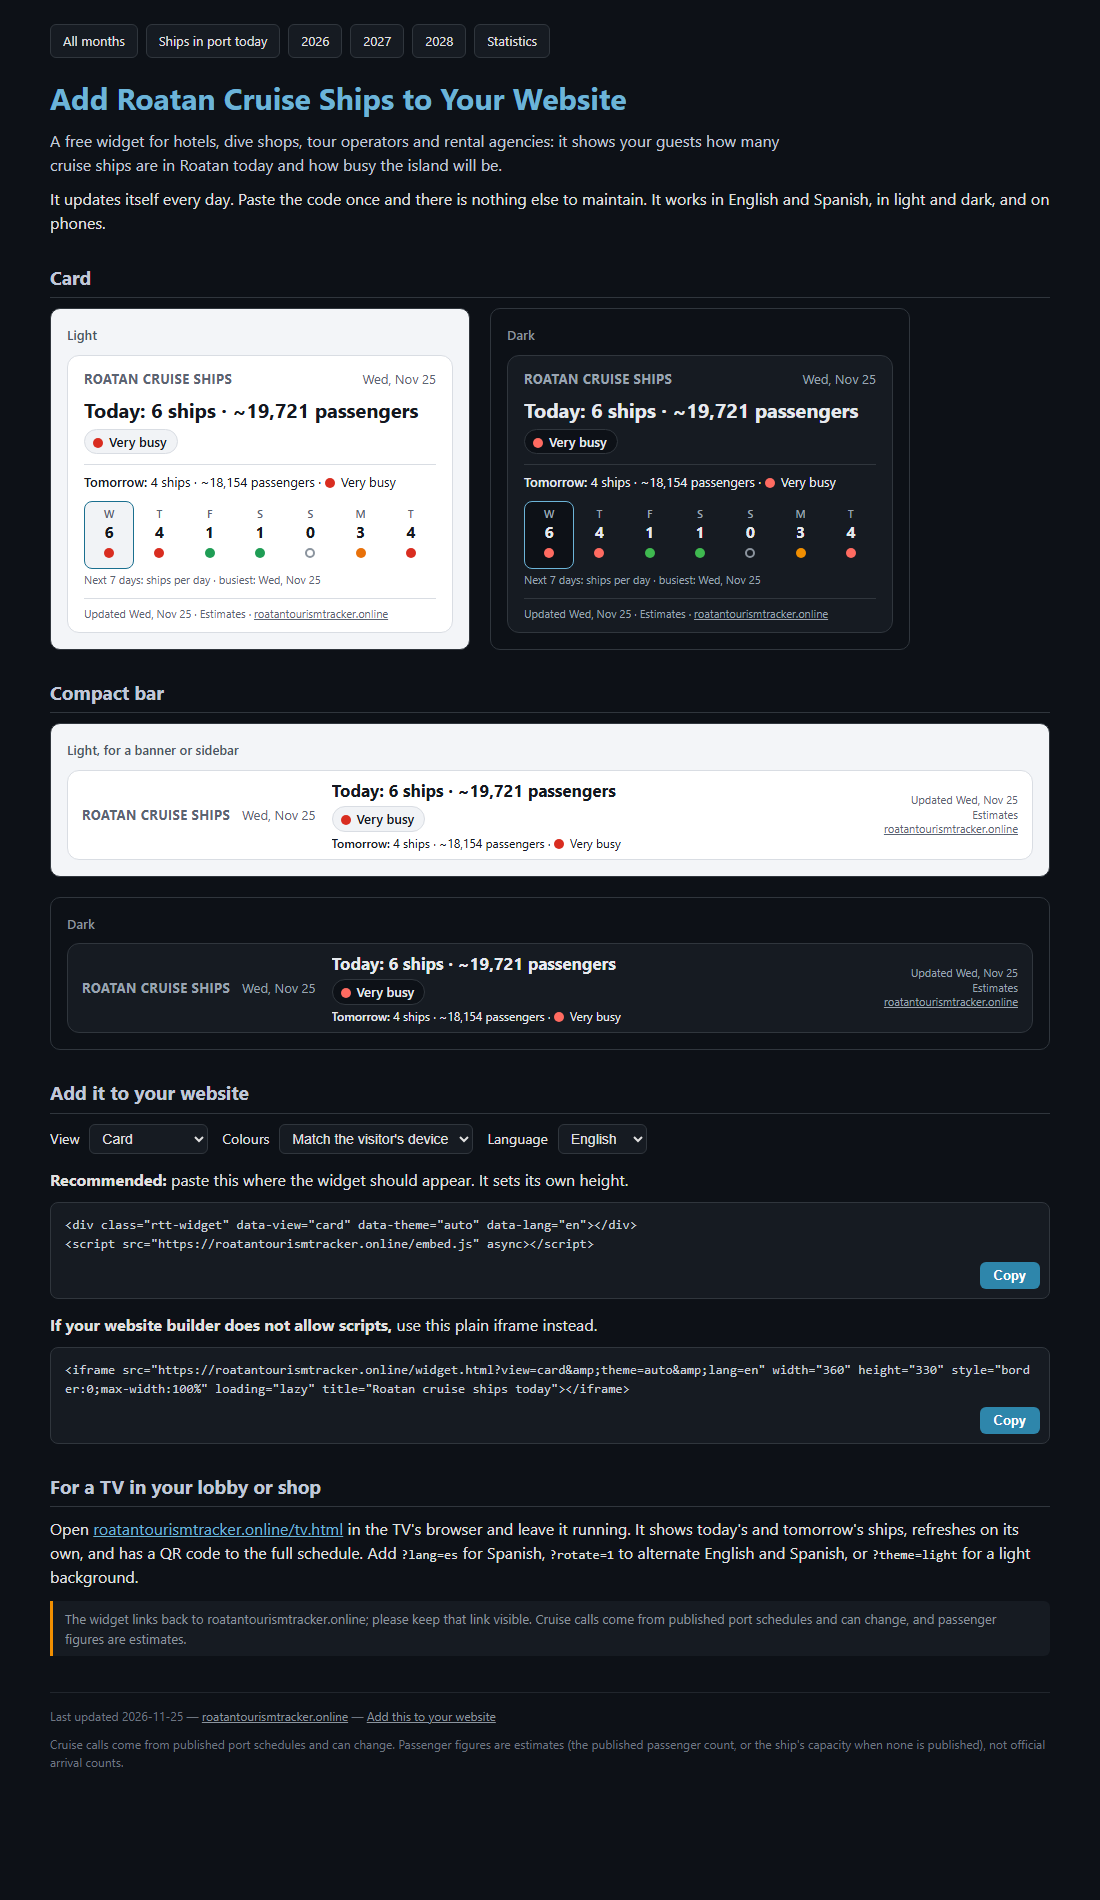 All months
Ships in port today
2026
2027
2028
Statistics
Add Roatan Cruise Ships to Your Website
A free widget for hotels, dive shops, tour operators and rental agencies: it shows your guests how many
cruise ships are in Roatan today and how busy the island will be.
It updates itself every day. Paste the code once and there is nothing else to maintain. It works in English and Spanish, in light and dark, and on
phones.
Card
Light
ROATAN CRUISE SHIPS Wed, Nov 25
Today: 6 ships · ~19,721 passengers
Very busy
Tomorrow: 4 ships · ~18,154 passengers · Very busy
W T F S S M T
6 4 1 1 0 3 4
Next 7 days: ships per day · busiest: Wed, Nov 25
Updated Wed, Nov 25 · Estimates · roatantourismtracker.online
Dark
ROATAN CRUISE SHIPS Wed, Nov 25
Today: 6 ships · ~19,721 passengers
Very busy
Tomorrow: 4 ships · ~18,154 passengers · Very busy
W T F S S M T
6 4 1 1 0 3 4
Next 7 days: ships per day · busiest: Wed, Nov 25
Updated Wed, Nov 25 · Estimates · roatantourismtracker.online
Compact bar
Light, for a banner or sidebar
ROATAN CRUISE SHIPS Wed, Nov 25
Today: 6 ships · ~19,721 passengers
Very busy
Tomorrow: 4 ships · ~18,154 passengers · Very busy
Updated Wed, Nov 25
Estimates
roatantourismtracker.online
Dark
ROATAN CRUISE SHIPS Wed, Nov 25
Today: 6 ships · ~19,721 passengers
Very busy
Tomorrow: 4 ships · ~18,154 passengers · Very busy
Updated Wed, Nov 25
Estimates
roatantourismtracker.online
Add it to your website
View Card Colours Match the visitor's device Language English
Recommended: paste this where the widget should appear. It sets its own height.
<div class="rtt-widget" data-view="card" data-theme="auto" data-lang="en"></div>
<script src="https://roatantourismtracker.online/embed.js" async></script>
Copy
If your website builder does not allow scripts, use this plain iframe instead.
<iframe src="https://roatantourismtracker.online/widget.html?view=card&amp;theme=auto&amp;lang=en" width="360" height="330" style="bord
er:0;max-width:100%" loading="lazy" title="Roatan cruise ships today"></iframe>
Copy
For a TV in your lobby or shop
Open roatantourismtracker.online/tv.html in the TV's browser and leave it running. It shows today's and tomorrow's ships, refreshes on its
own, and has a QR code to the full schedule. Add ?lang=es for Spanish, ?rotate=1 to alternate English and Spanish, or ?theme=light for a light
background.
The widget links back to roatantourismtracker.online; please keep that link visible. Cruise calls come from published port schedules and can change, and passenger
figures are estimates.
Last updated 2026-11-25 — roatantourismtracker.online — Add this to your website
Cruise calls come from published port schedules and can change. Passenger figures are estimates (the published passenger count, or the ship's capacity when none is published), not official
arrival counts.